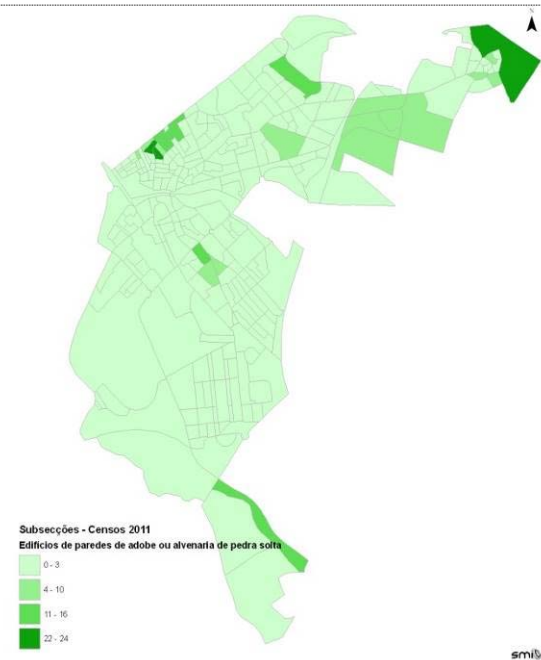 N
Subsecções - Censos 2011
Edifícios de paredes de adobe ou alvenaria de pedra solta
0 - 3
4 - 10
11 - 16
22 - 24